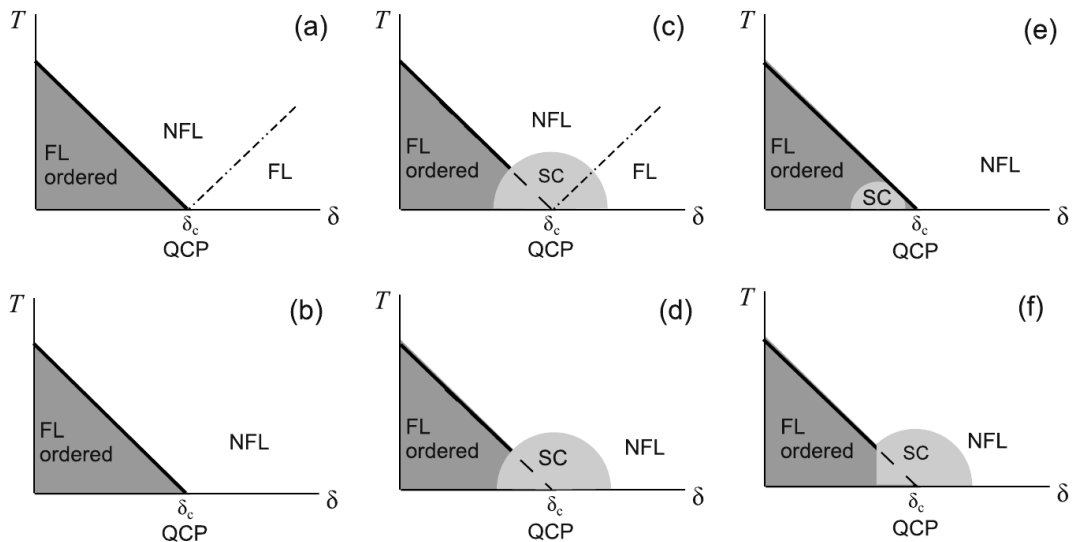 T
(a)
NFL
FL
ordered
FL
δc
δ
QCP
T
(c)
NFL
FL
ordered
SC
FL
δc
δ
QCP
T
(e)
FL
ordered
NFL
SC
δc
δ
QCP
T
(b)
FL
ordered
NFL
δc
δ
QCP
T
(d)
FL
ordered
SC
NFL
δc
δ
QCP
T
(f)
FL
ordered
SC
NFL
δc
δ
QCP